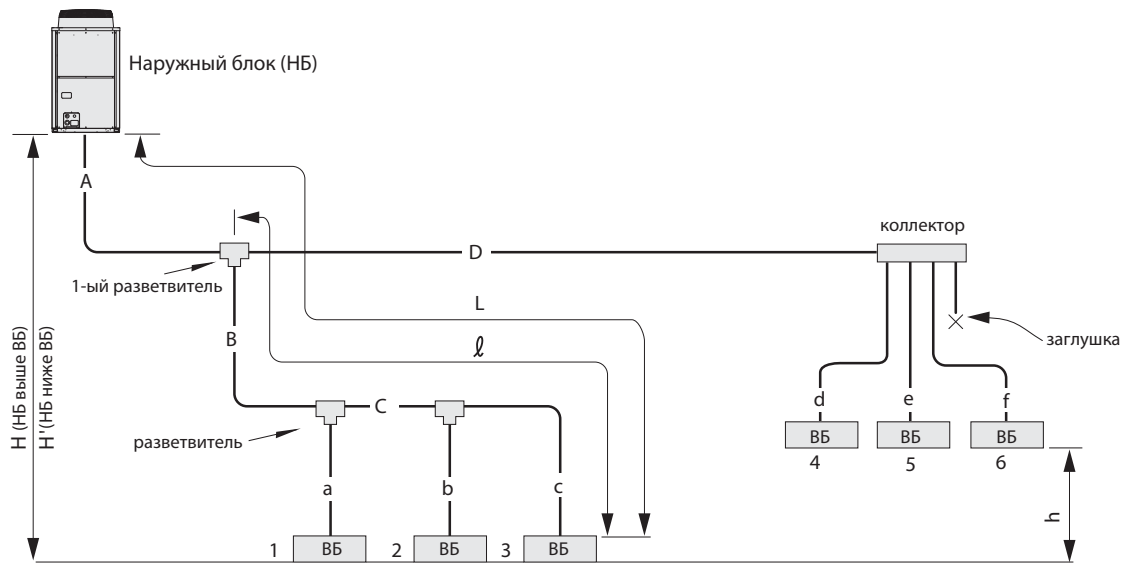 Наружный блок (НБ)
A
коллектор
D
1-ый разветвитель
L
B
ℓ
заглушка
C
d
e
f
разветвитель
ВБ
ВБ
ВБ
4
5
6
a
b
c
H (НБ выше ВБ)
H'(НБ ниже ВБ)
h
1
ВБ
2
ВБ
3
ВБ